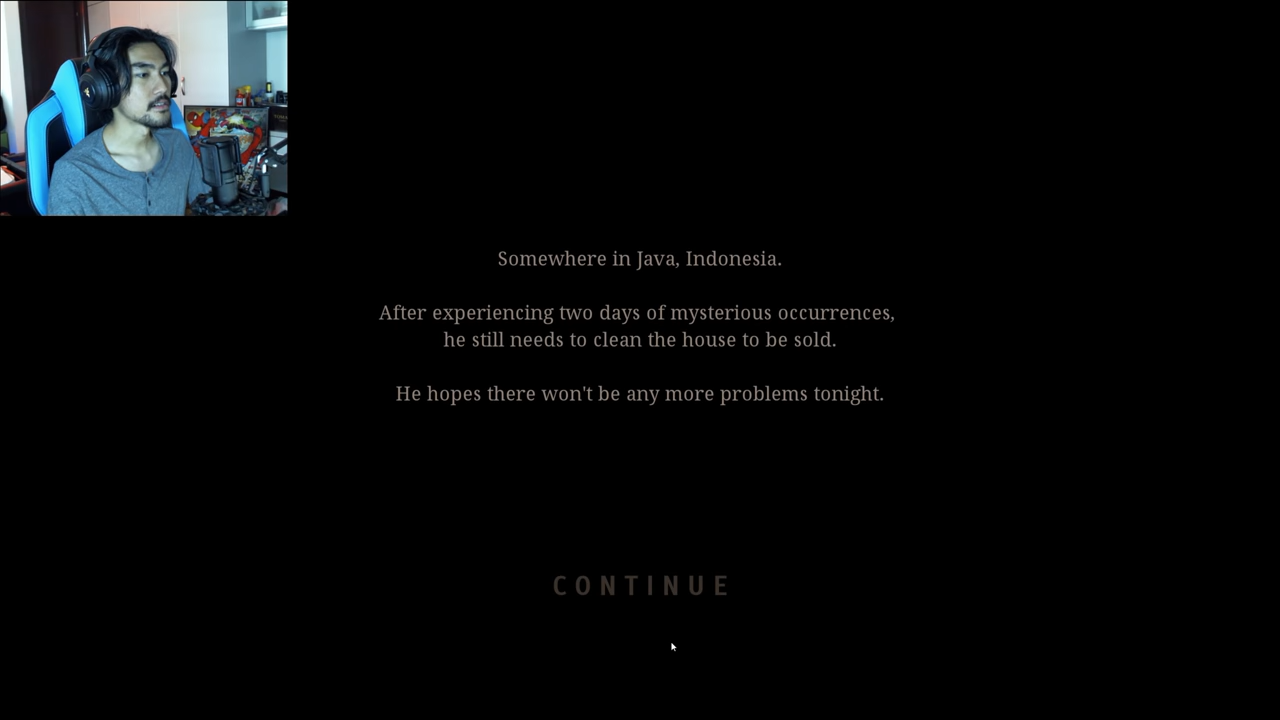 Somewhere in Java, Indonesia.
After experiencing two days of mysterious occurrences,
he still needs to clean the house to be sold.
He hopes there won't be any more problems tonight.
CONTINUE